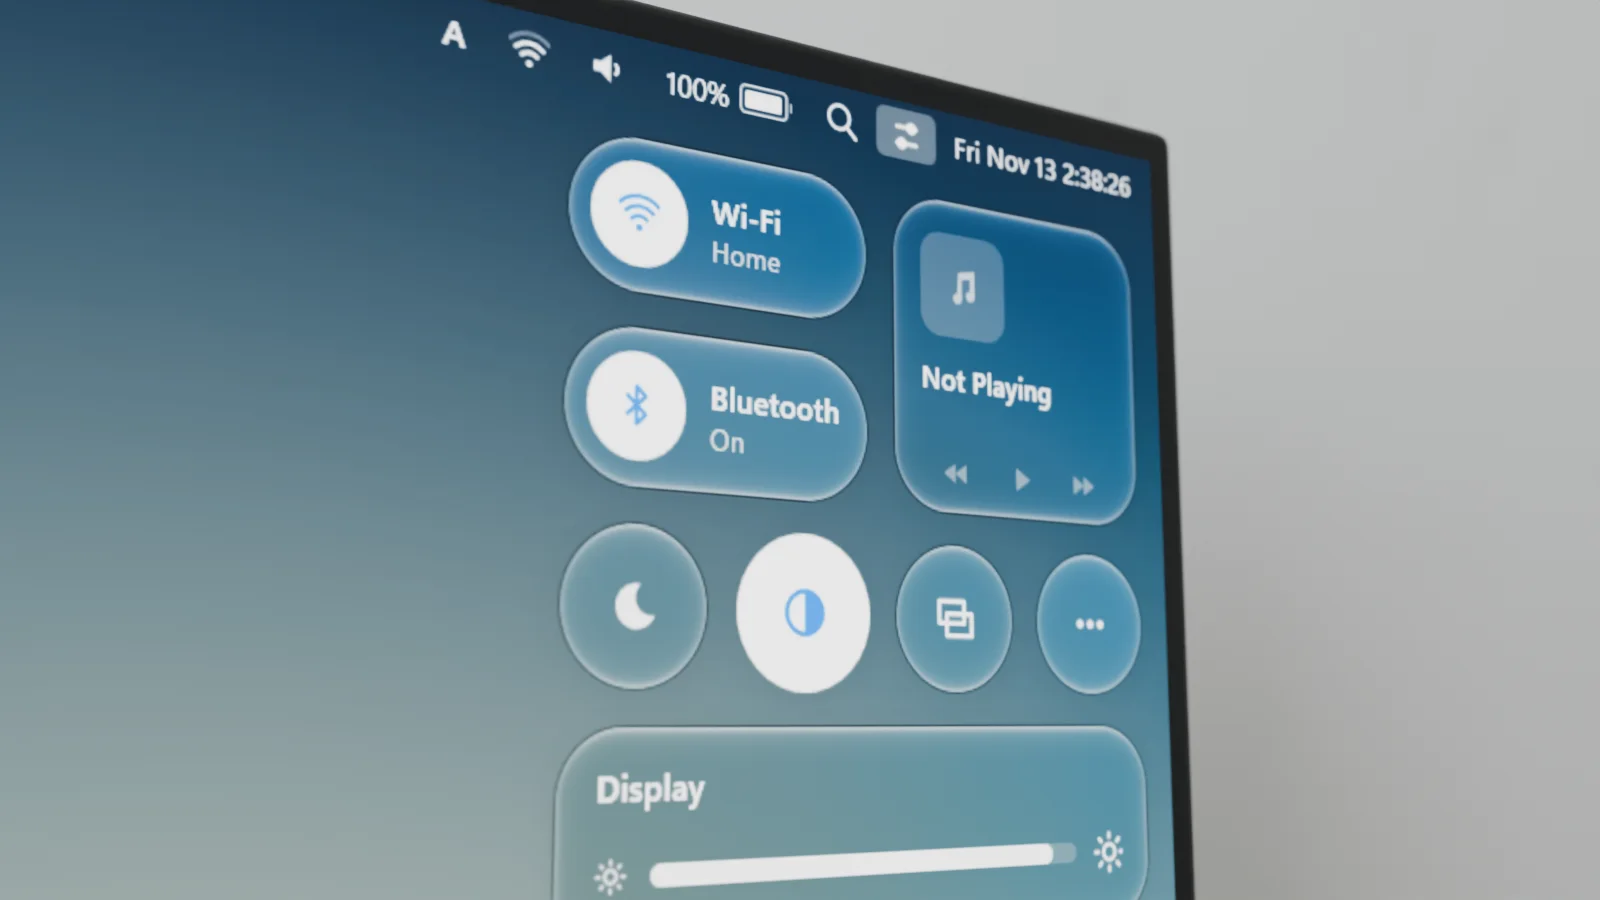 A
100%
Fri Nov 13 2:38:26
Wi-Fi
Home
Not Playing
Bluetooth
On
Display